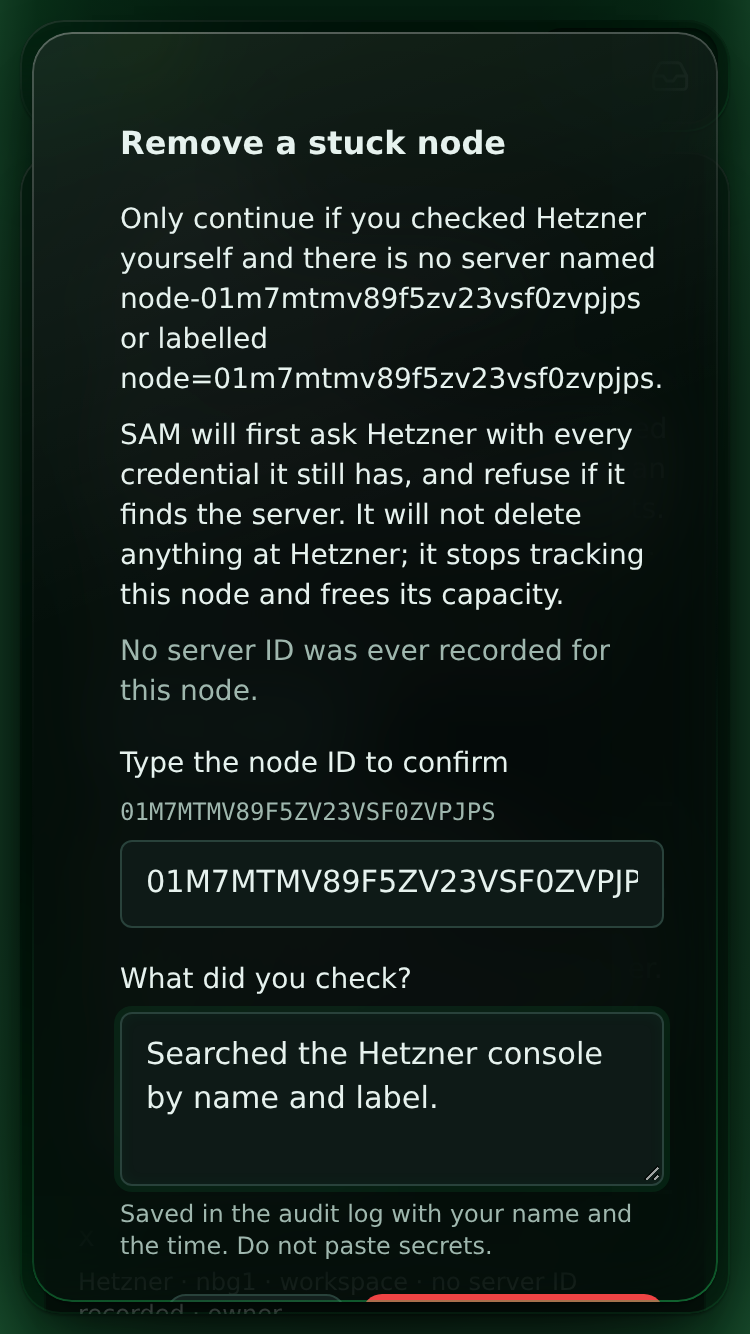 Remove a stuck node
Only continue if you checked Hetzner
yourself and there is no server named
node-01m7mtmv89f5zv23vsf0zvpjps
or labelled
node=01m7mtmv89f5zv23vsf0zvpjps.
SAM will first ask Hetzner with every
credential it still has, and refuse if it
finds the server. It will not delete
anything at Hetzner; it stops tracking
this node and frees its capacity.
No server ID was ever recorded for
this node.
Type the node ID to confirm
01M7MTMV89F5ZV23VSF0ZVPJPS
01M7MTMV89F5ZV23VSF0ZVPJP
What did you check?
Searched the Hetzner console
by name and label.
Saved in the audit log with your name and
the time. Do not paste secrets.
Hetzner · nbg1 · workspace · no server ID
recorded · owner